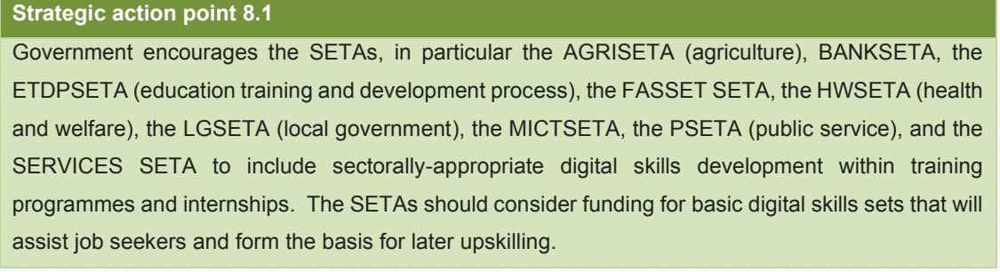 Strategic action point 8.1
Government encourages the SETAs, in particular the AGRISETA (agriculture), BANKSETA, the
ETDPSETA (education training and development process), the FASSET SETA, the HWSETA (health
and welfare), the LGSETA (local government), the MICTSETA, the PSETA (public service), and the
SERVICES SETA to include sectorally-appropriate digital skills development within training
programmes and internships. The SETAs should consider funding for basic digital skills sets that will
assist job seekers and form the basis for later upskilling.